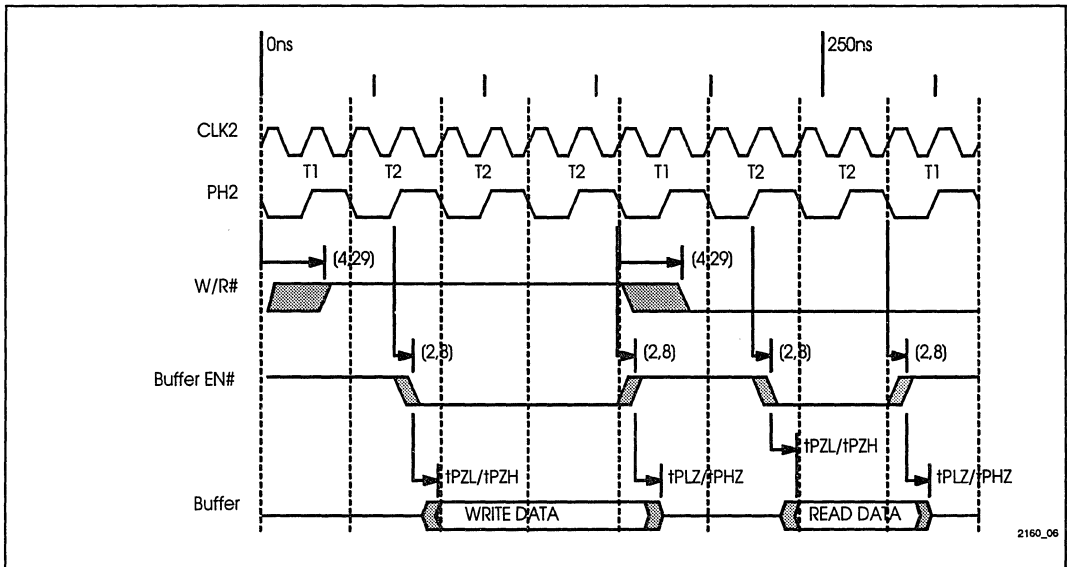 0ns 250ns
CLK2
T1 T2 T2 T2 T1 T2 T2 T1
PH2
(4,29) (4,29)
W/R#
(2,8) (2,8) (2,8) (2,8)
Buffer EN#
tPZL/tPZH
tPZL/tPZH tPLZ/tPHZ tPLZ/tPHZ
Buffer WRITE DATA READ DATA
2160_06